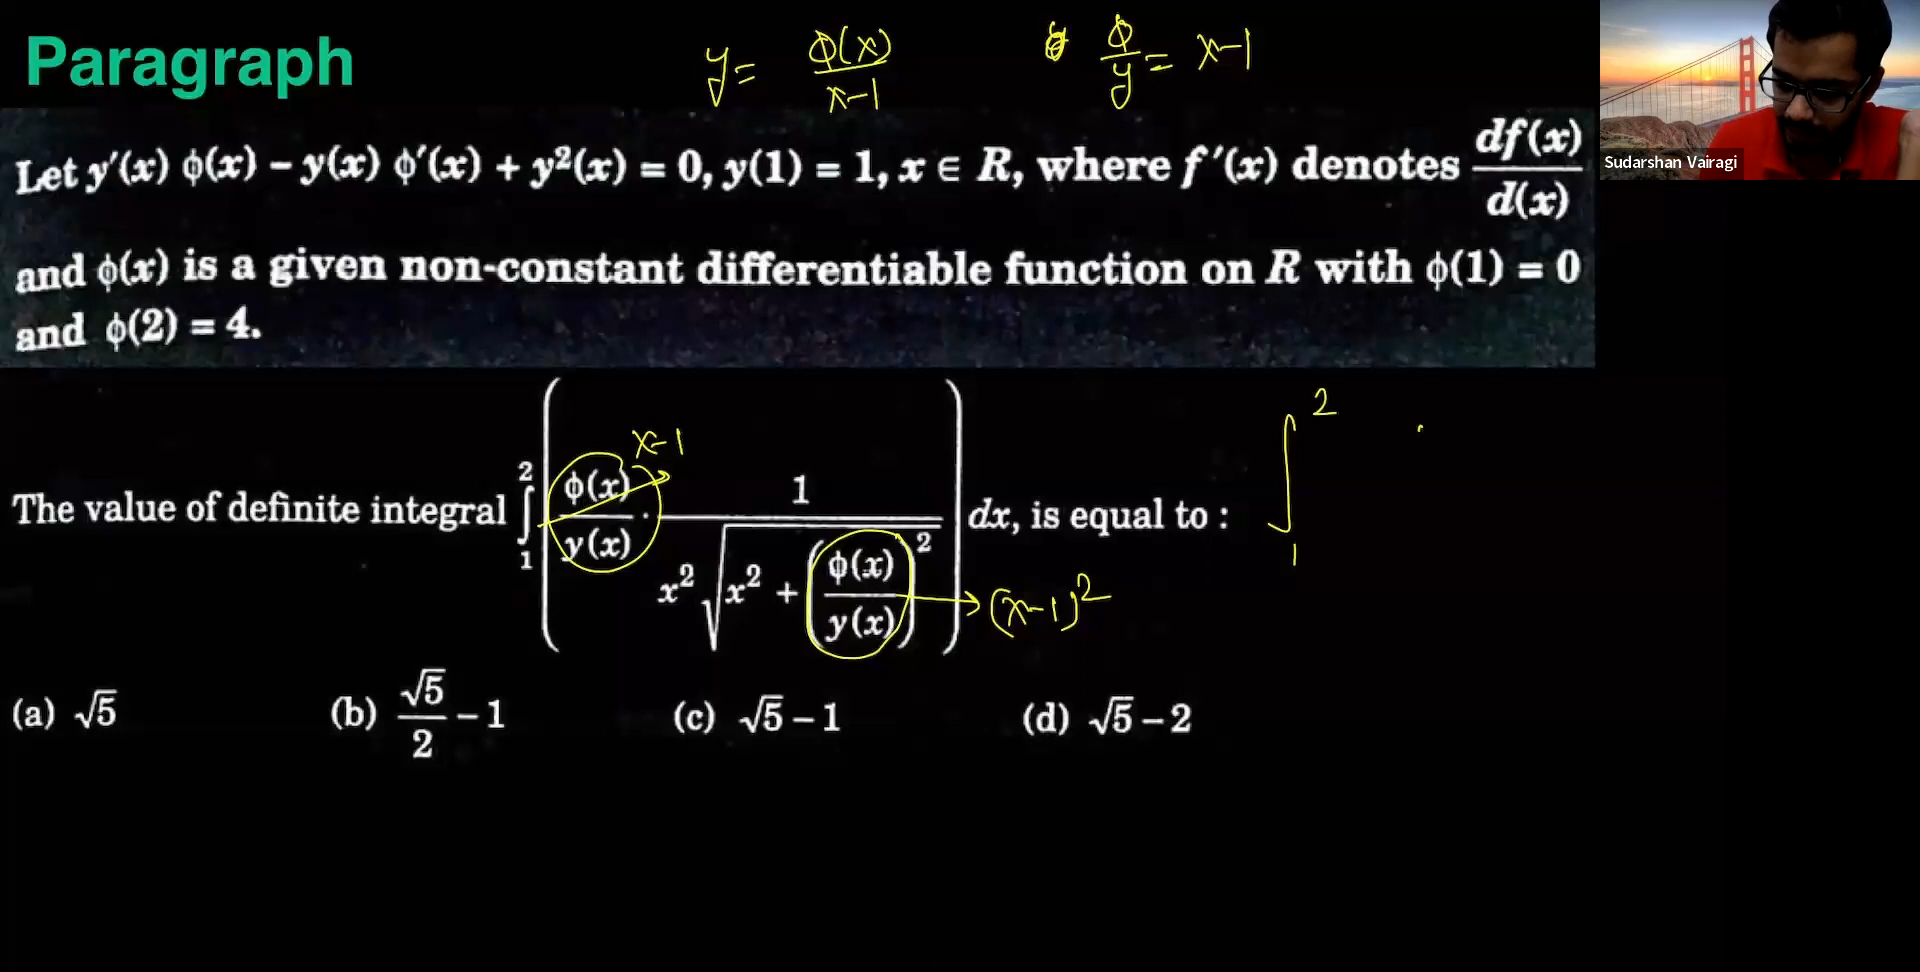 Paragraph
y = φ(x) / x-1
φ / y = x-1
Let y′(x) φ(x) − y(x) φ′(x) + y²(x) = 0, y(1) = 1, x ∈ R, where f′(x) denotes df(x) / d(x)
and φ(x) is a given non-constant differentiable function on R with φ(1) = 0
and φ(2) = 4.
Sudarshan Vairagi
x-1
The value of definite integral ∫₁² ( φ(x)/y(x) · 1 / x²√(x² + (φ(x)/y(x))²) ) dx, is equal to :
∫₁²
(x-1)²
(a) √5 (b) √5/2 − 1 (c) √5 − 1 (d) √5 − 2